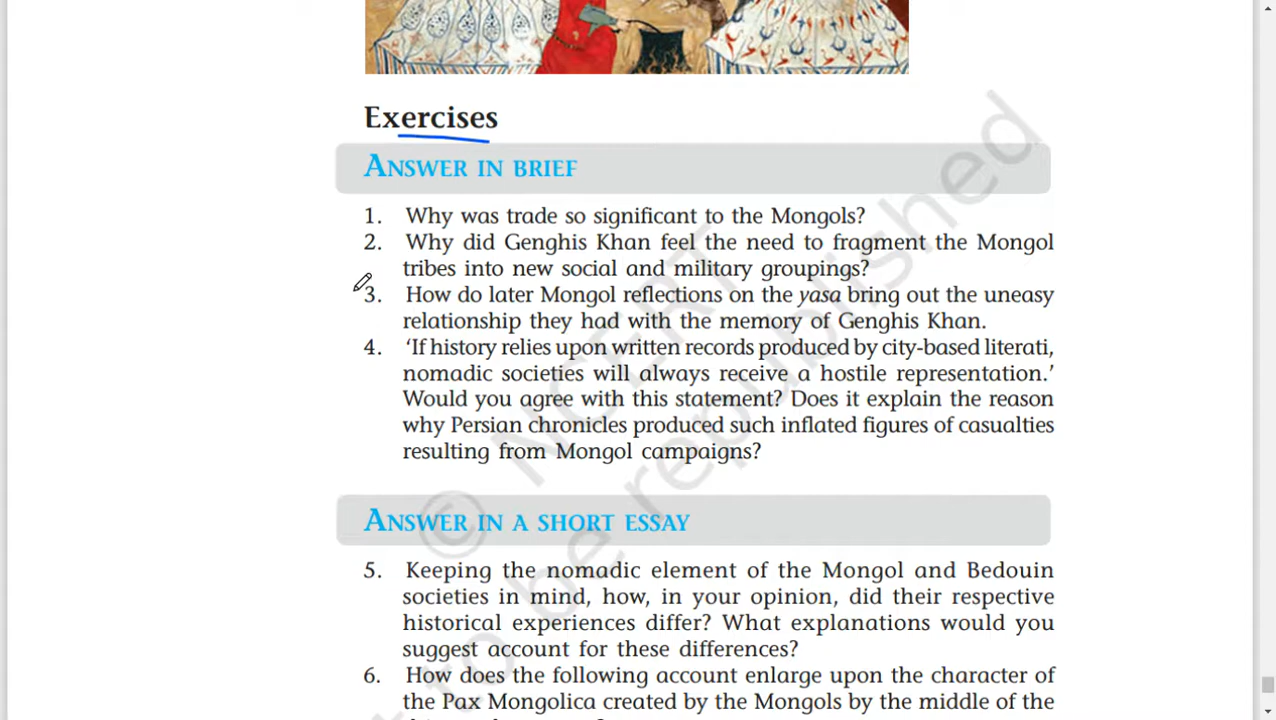 Exercises
ANSWER IN BRIEF
1. Why was trade so significant to the Mongols?
2. Why did Genghis Khan feel the need to fragment the Mongol
tribes into new social and military groupings?
3. How do later Mongol reflections on the yasa bring out the uneasy
relationship they had with the memory of Genghis Khan.
4. ‘If history relies upon written records produced by city-based literati,
nomadic societies will always receive a hostile representation.’
Would you agree with this statement? Does it explain the reason
why Persian chronicles produced such inflated figures of casualties
resulting from Mongol campaigns?
ANSWER IN A SHORT ESSAY
5. Keeping the nomadic element of the Mongol and Bedouin
societies in mind, how, in your opinion, did their respective
historical experiences differ? What explanations would you
suggest account for these differences?
6. How does the following account enlarge upon the character of
the Pax Mongolica created by the Mongols by the middle of the
© NCERT
not to be republished